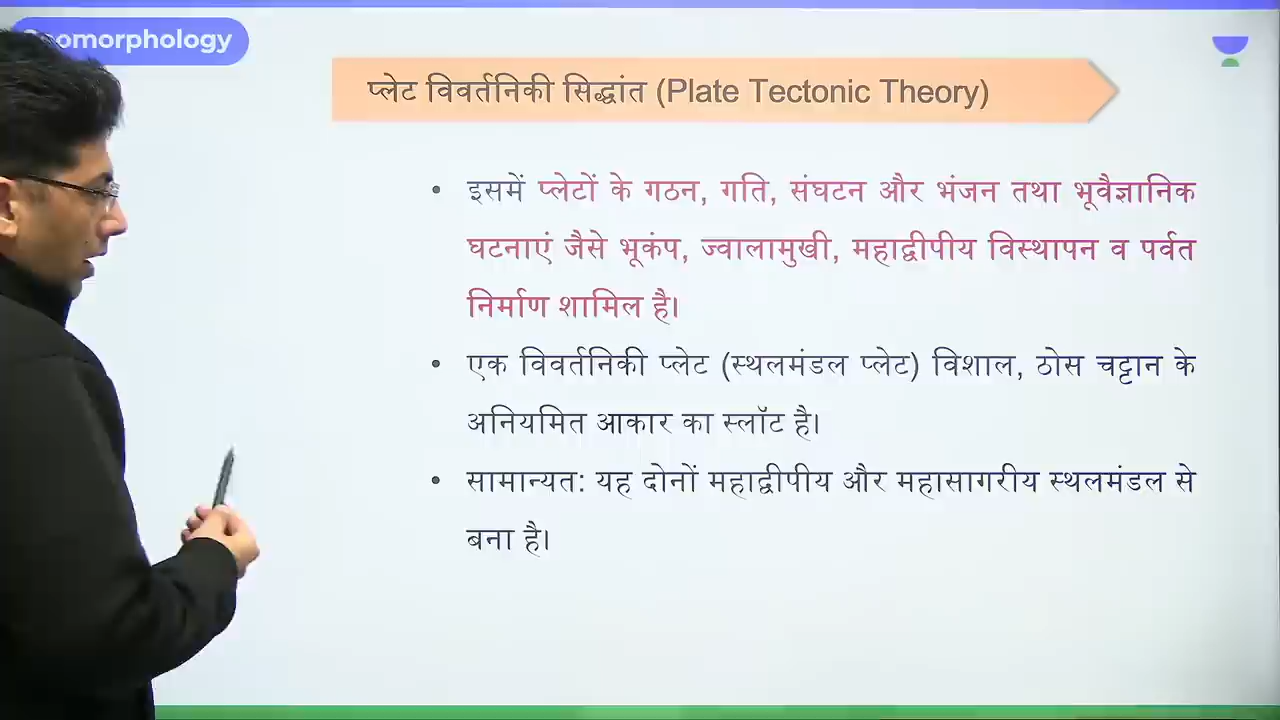 omorphology
प्लेट विवर्तनिकी सिद्धांत (Plate Tectonic Theory)
• इसमें प्लेटों के गठन, गति, संघटन और भंजन तथा भूवैज्ञानिक
घटनाएं जैसे भूकंप, ज्वालामुखी, महाद्वीपीय विस्थापन व पर्वत
निर्माण शामिल है।
• एक विवर्तनिकी प्लेट (स्थलमंडल प्लेट) विशाल, ठोस चट्टान के
अनियमित आकार का स्लॉट है।
• सामान्यत: यह दोनों महाद्वीपीय और महासागरीय स्थलमंडल से
बना है।